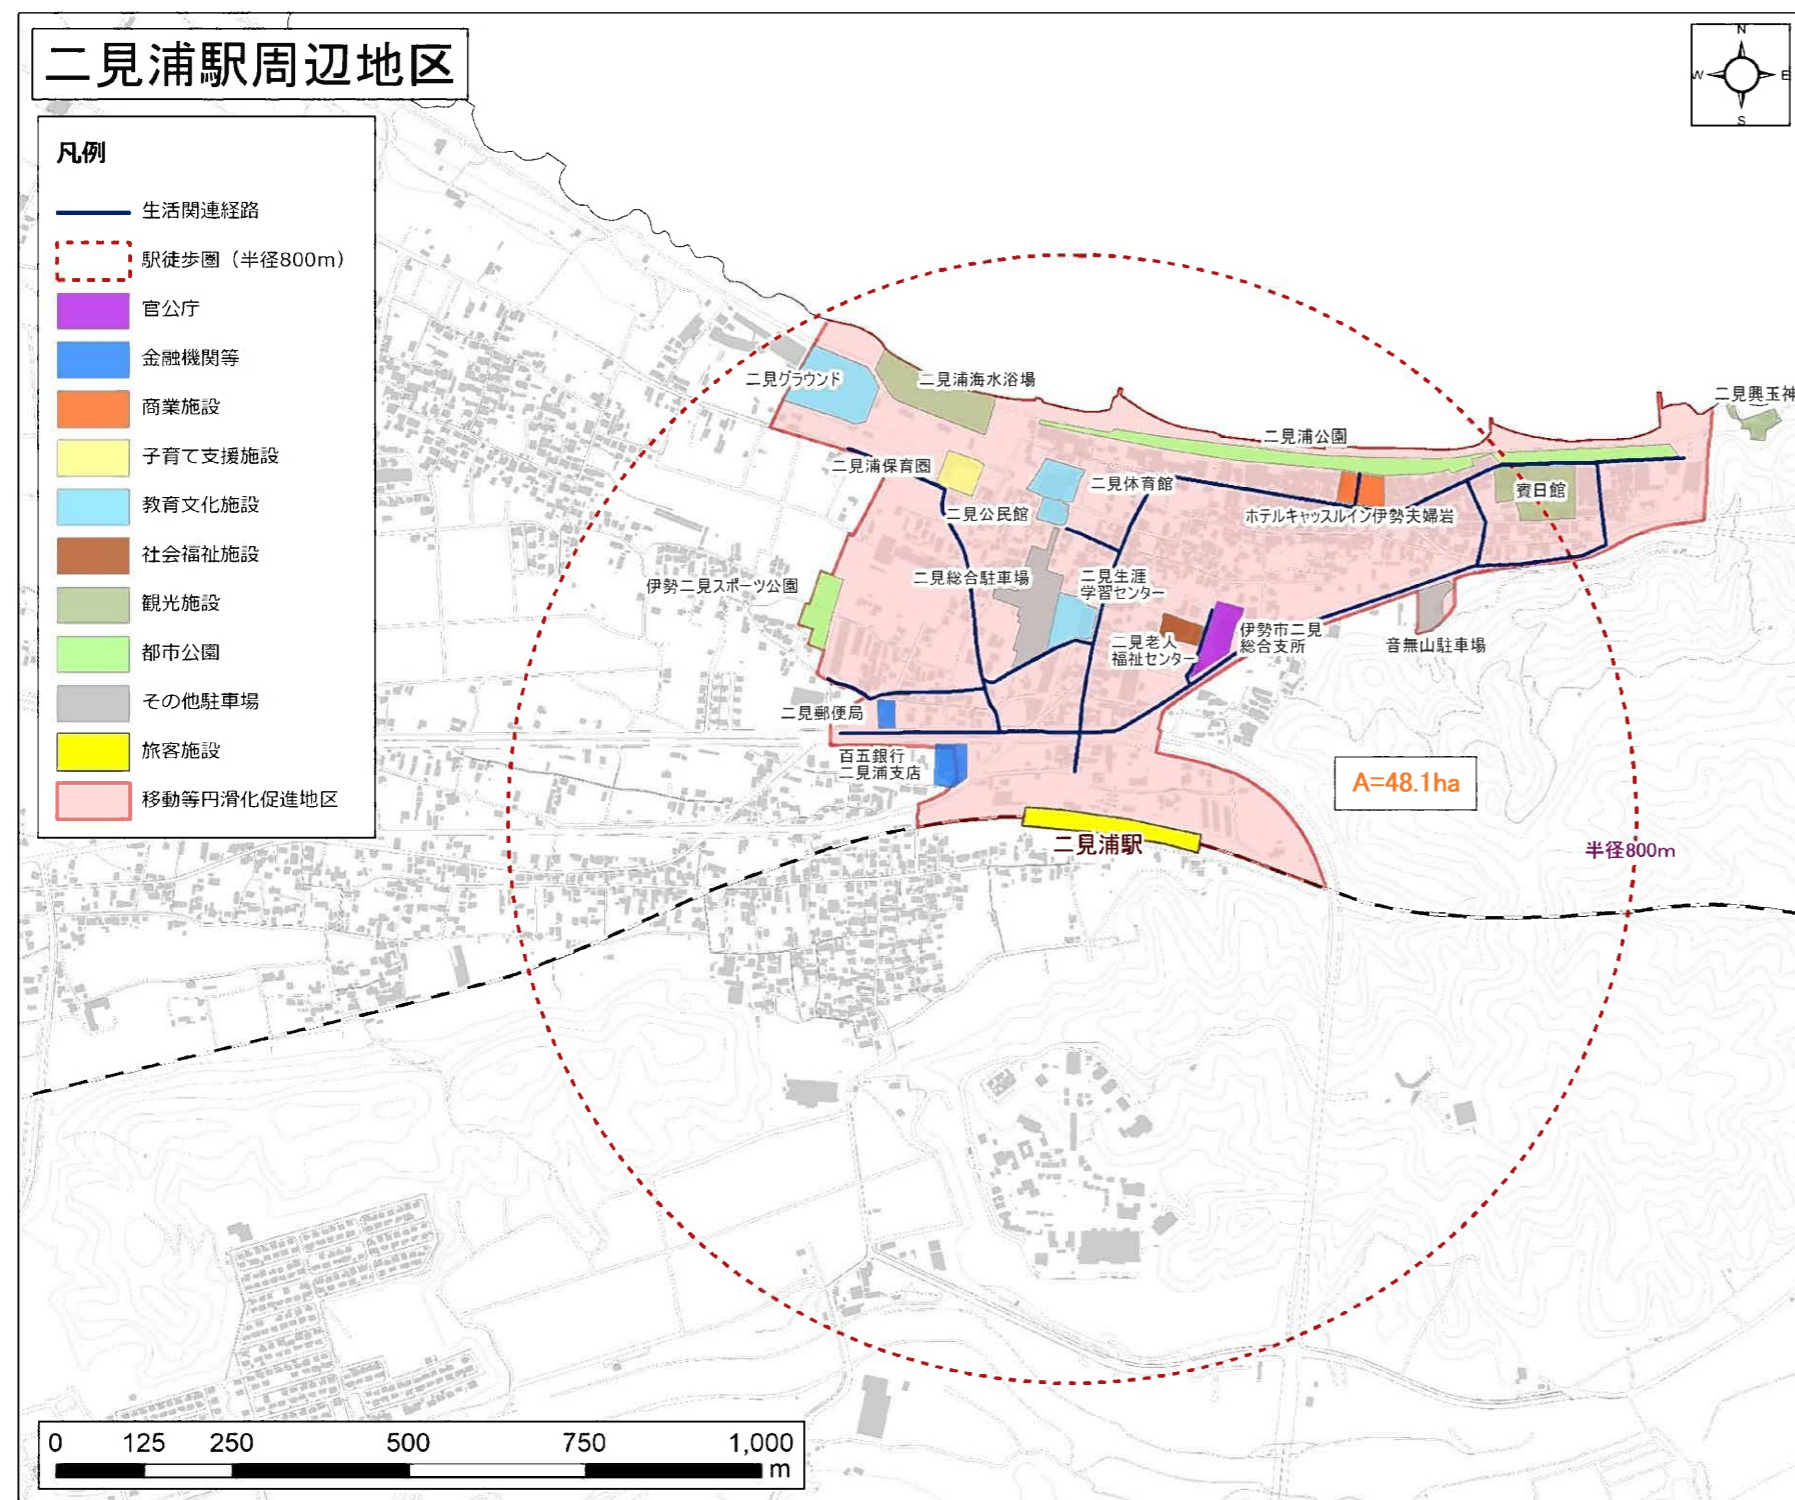 二見浦駅周辺地区
N
W
E
S
凡例
生活関連経路
駅徒歩圏（半径800m）
官公庁
金融機関等
商業施設
子育て支援施設
教育文化施設
社会福祉施設
観光施設
都市公園
その他駐車場
旅客施設
移動等円滑化促進地区
二見グラウンド
二見浦海水浴場
二見興玉神
二見浦公園
二見浦保育園
二見体育館
賓日館
二見公民館
ホテルキャッスルイン伊勢夫婦岩
伊勢二見スポーツ公園
二見総合駐車場
二見生涯
学習センター
二見老人
福祉センター
伊勢市二見
総合支所
音無山駐車場
二見郵便局
百五銀行
二見浦支店
A=48.1ha
二見浦駅
半径800m
0 125 250 500 750 1,000
m